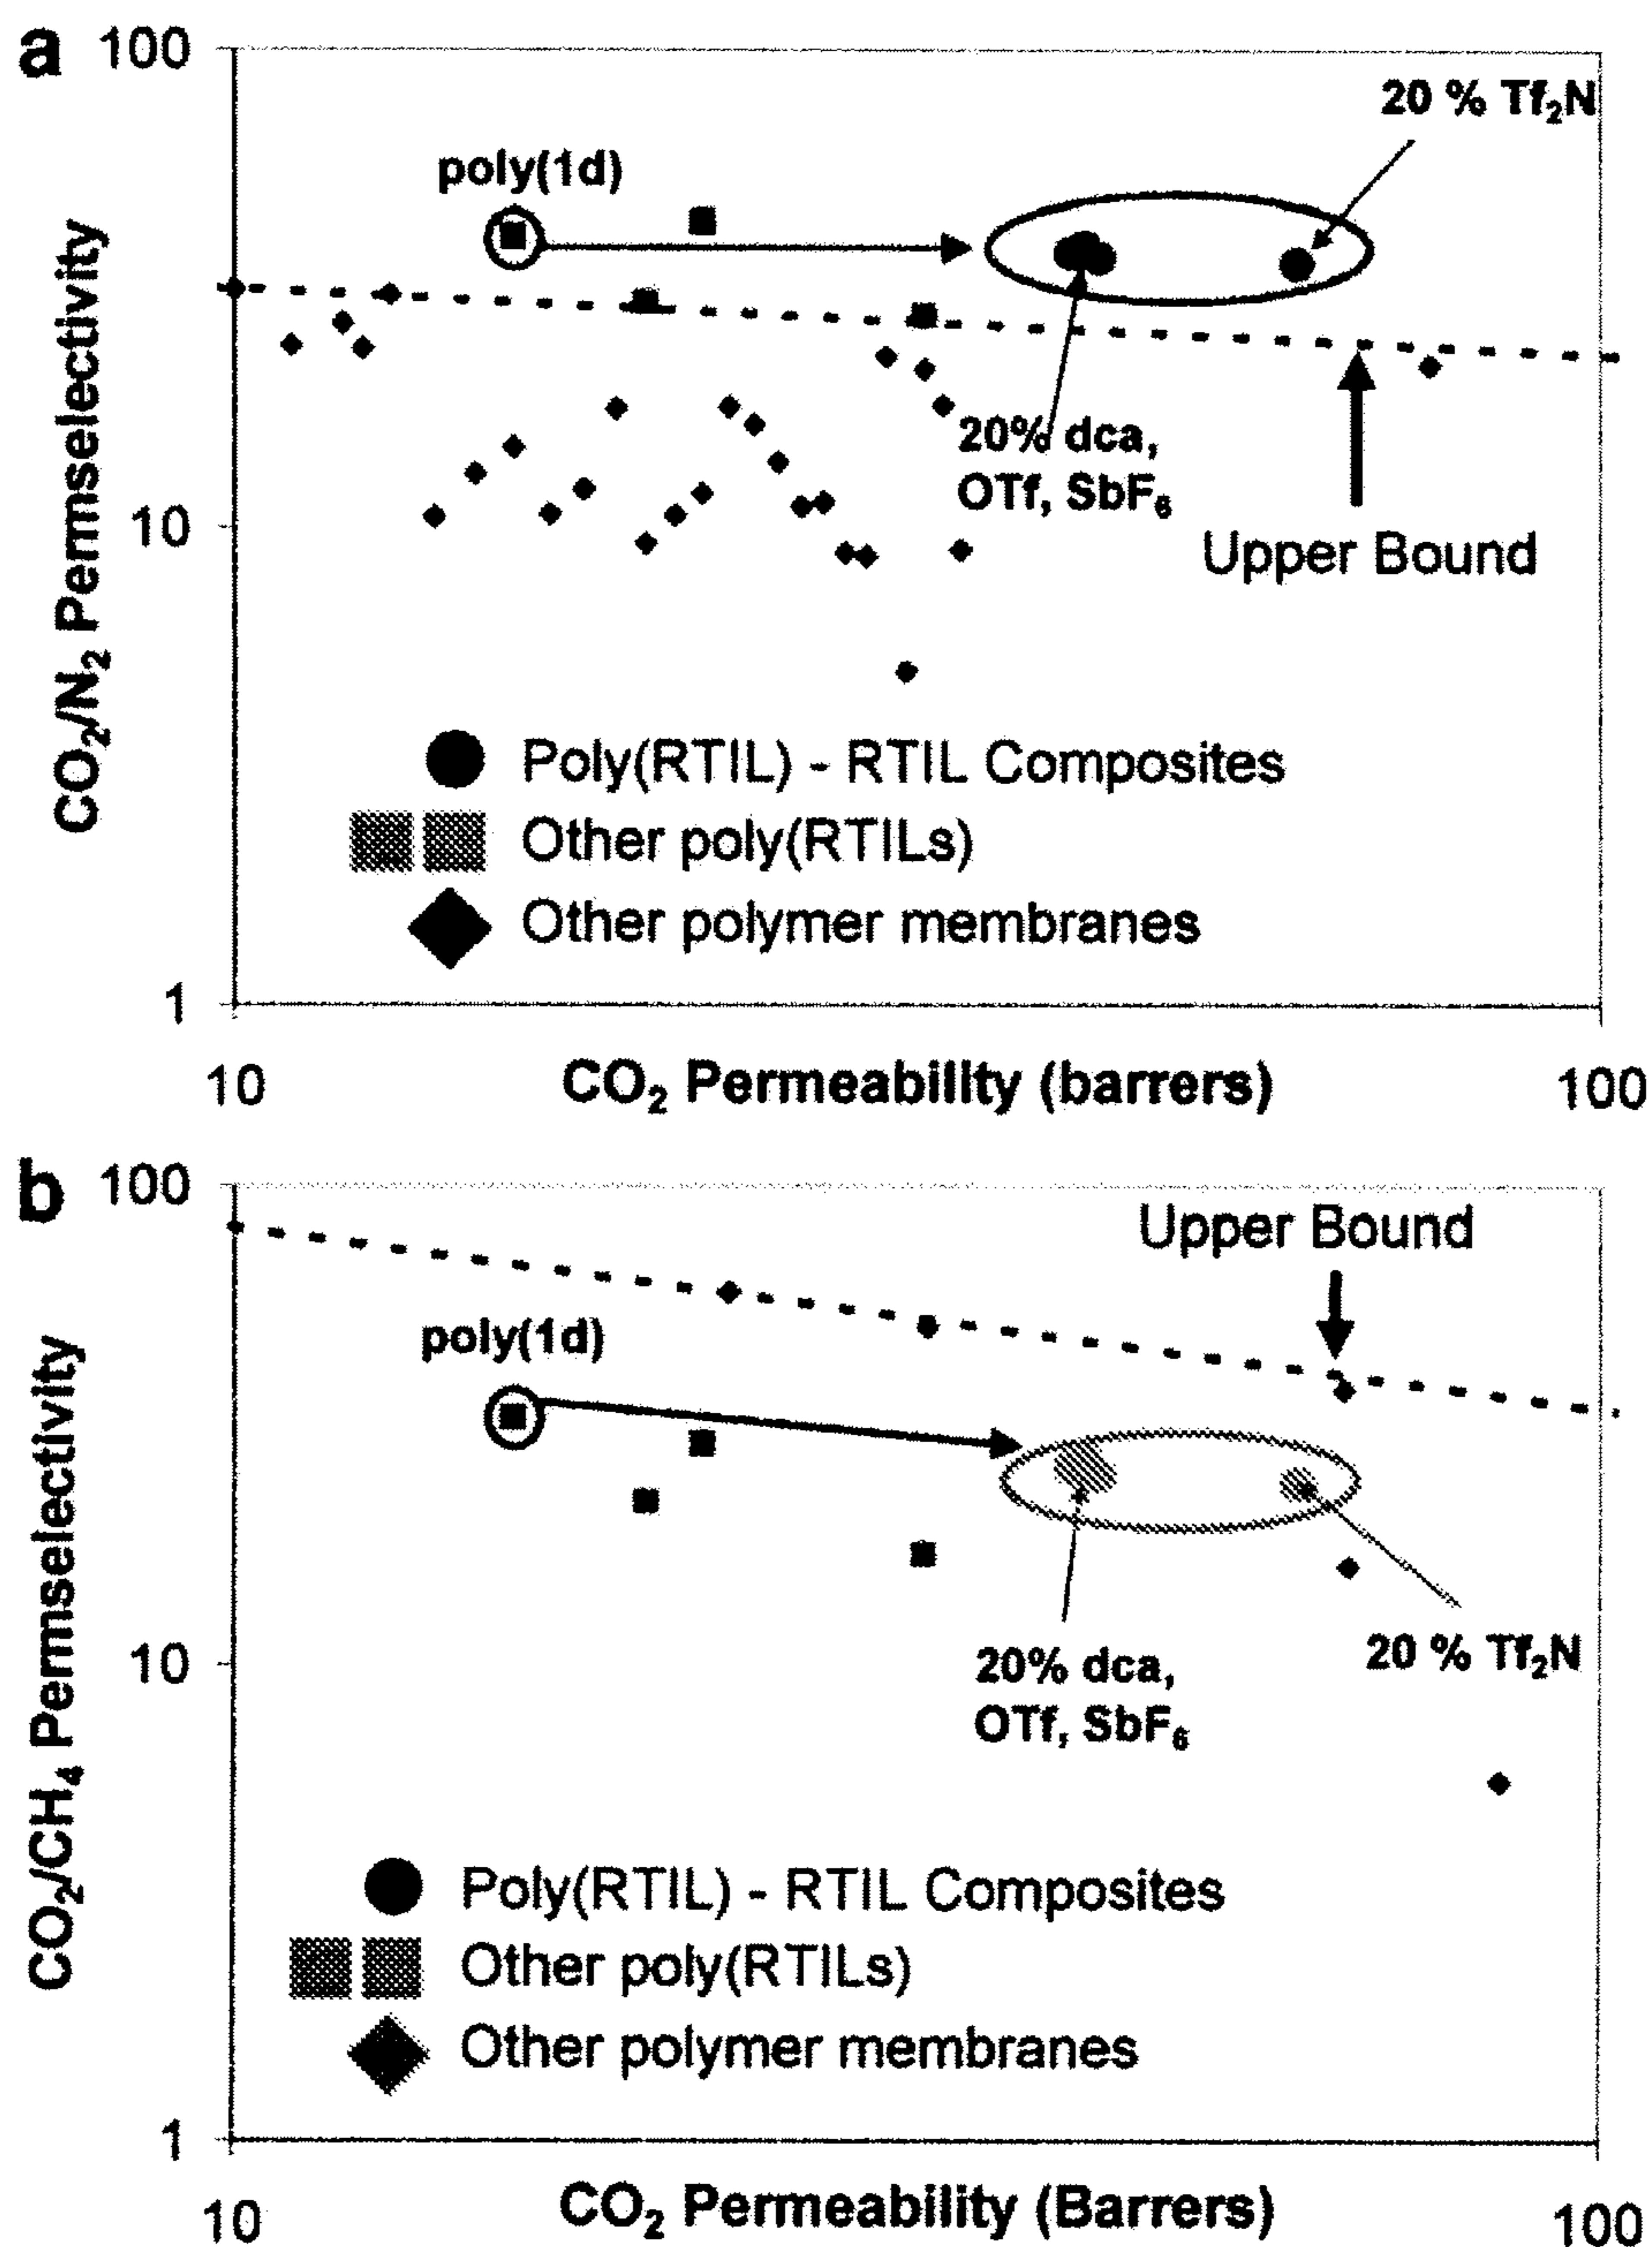 a
100
20 % Tf₂N
poly(1d)
CO₂/N₂ Permselectivity
20% dca,
OTf, SbF₆
10
Upper Bound
Poly(RTIL) - RTIL Composites
Other poly(RTILs)
Other polymer membranes
1
10
CO₂ Permeability (barrers)
100
b
100
Upper Bound
poly(1d)
CO₂/CH₄ Permselectivity
10
20% dca,
OTf, SbF₆
20 % Tf₂N
Poly(RTIL) - RTIL Composites
Other poly(RTILs)
Other polymer membranes
1
10
CO₂ Permeability (Barrers)
100